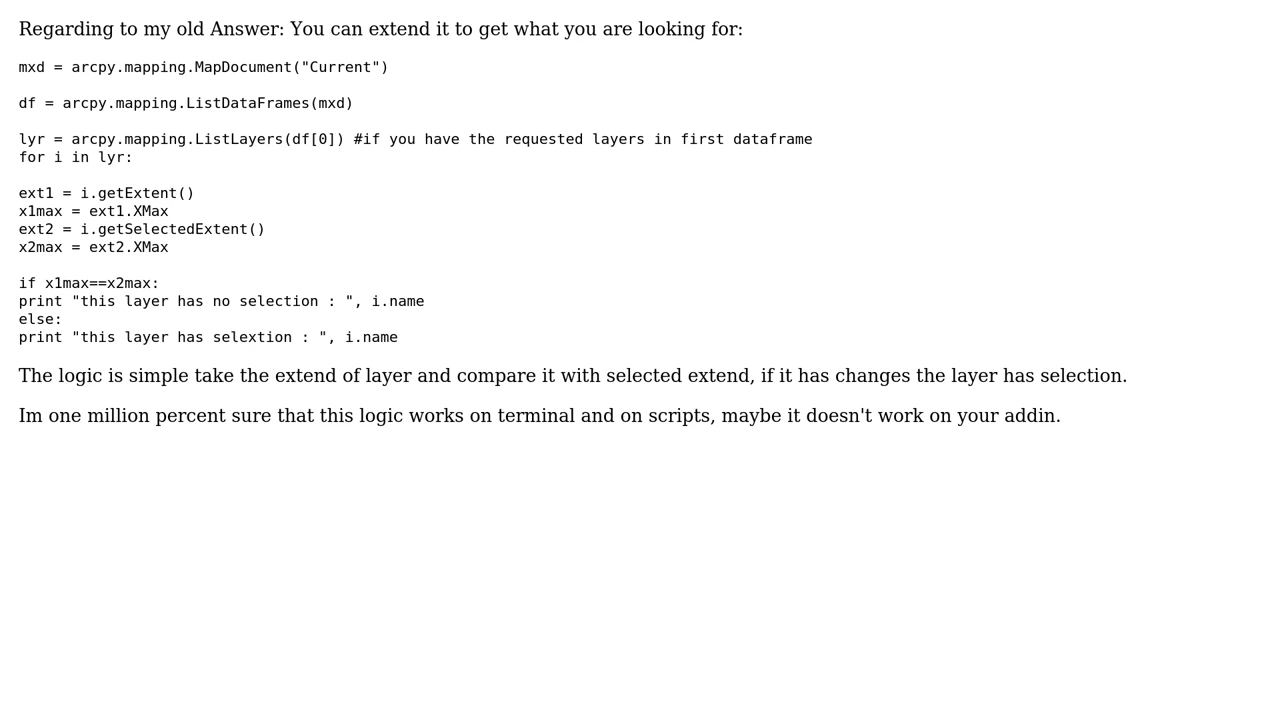 Regarding to my old Answer: You can extend it to get what you are looking for:
mxd = arcpy.mapping.MapDocument("Current")
df = arcpy.mapping.ListDataFrames(mxd)
lyr = arcpy.mapping.ListLayers(df[0]) #if you have the requested layers in first dataframe
for i in lyr:
ext1 = i.getExtent()
x1max = ext1.XMax
ext2 = i.getSelectedExtent()
x2max = ext2.XMax
if x1max==x2max:
print "this layer has no selection : ", i.name
else:
print "this layer has selextion : ", i.name
The logic is simple take the extend of layer and compare it with selected extend, if it has changes the layer has selection.
Im one million percent sure that this logic works on terminal and on scripts, maybe it doesn't work on your addin.